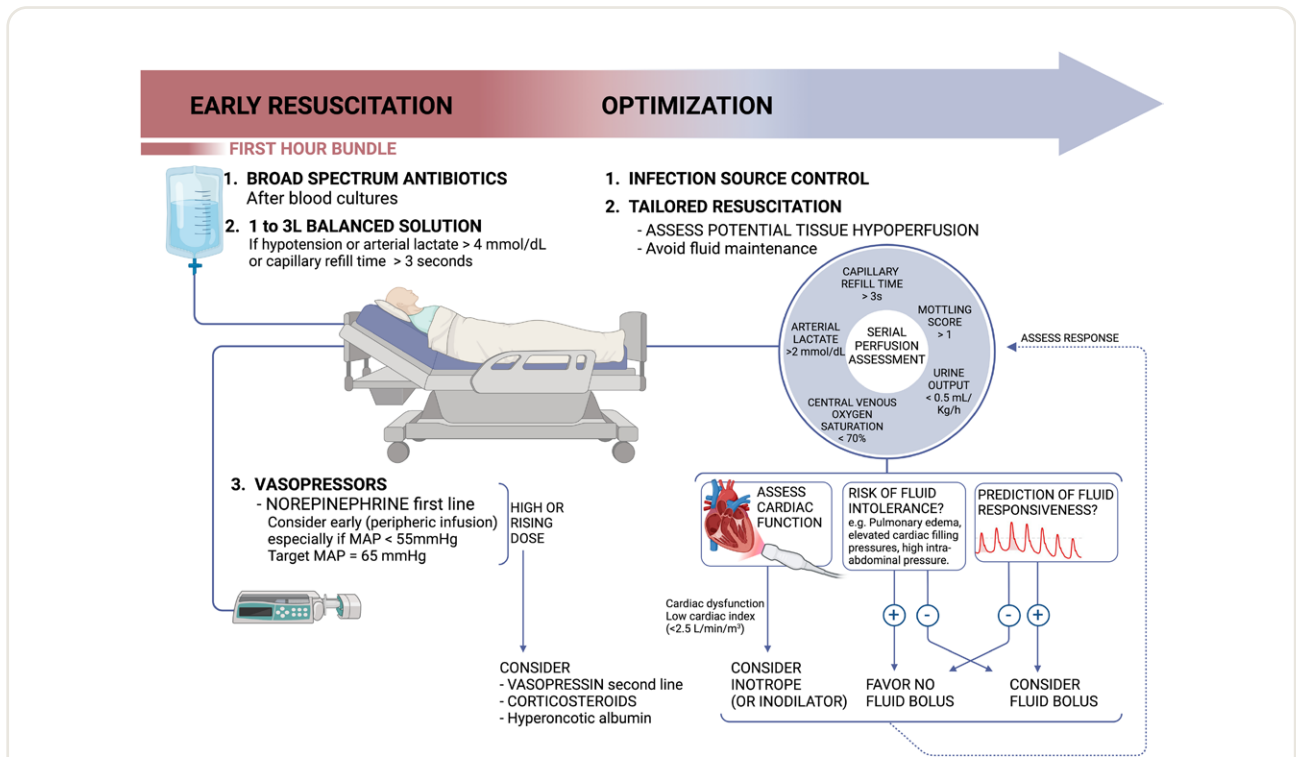 EARLY RESUSCITATION
OPTIMIZATION
FIRST HOUR BUNDLE
1. BROAD SPECTRUM ANTIBIOTICS
After blood cultures
2. 1 to 3L BALANCED SOLUTION
If hypotension or arterial lactate > 4 mmol/dL
or capillary refill time > 3 seconds
1. INFECTION SOURCE CONTROL
2. TAILORED RESUSCITATION
- ASSESS POTENTIAL TISSUE HYPOPERFUSION
- Avoid fluid maintenance
CAPILLARY
REFILL TIME
> 3s
MOTTLING
SCORE
> 1
ARTERIAL
LACTATE
>2 mmol/dL
SERIAL
PERFUSION
ASSESSMENT
URINE
OUTPUT
< 0.5 mL/
Kg/h
CENTRAL VENOUS
OXYGEN
SATURATION
< 70%
ASSESS RESPONSE
3. VASOPRESSORS
- NOREPINEPHRINE first line
Consider early (peripheric infusion)
especially if MAP < 55mmHg
Target MAP = 65 mmHg
HIGH OR
RISING
DOSE
CONSIDER
- VASOPRESSIN second line
- CORTICOSTEROIDS
- Hyperoncotic albumin
ASSESS
CARDIAC
FUNCTION
RISK OF FLUID
INTOLERANCE?
e.g. Pulmonary edema,
elevated cardiac filling
pressures, high intra-
abdominal pressure.
PREDICTION OF FLUID
RESPONSIVENESS?
Cardiac dysfunction
Low cardiac index
(<2.5 L/min/m³)
+
-
-
+
CONSIDER
INOTROPE
(OR INODILATOR)
FAVOR NO
FLUID BOLUS
CONSIDER
FLUID BOLUS